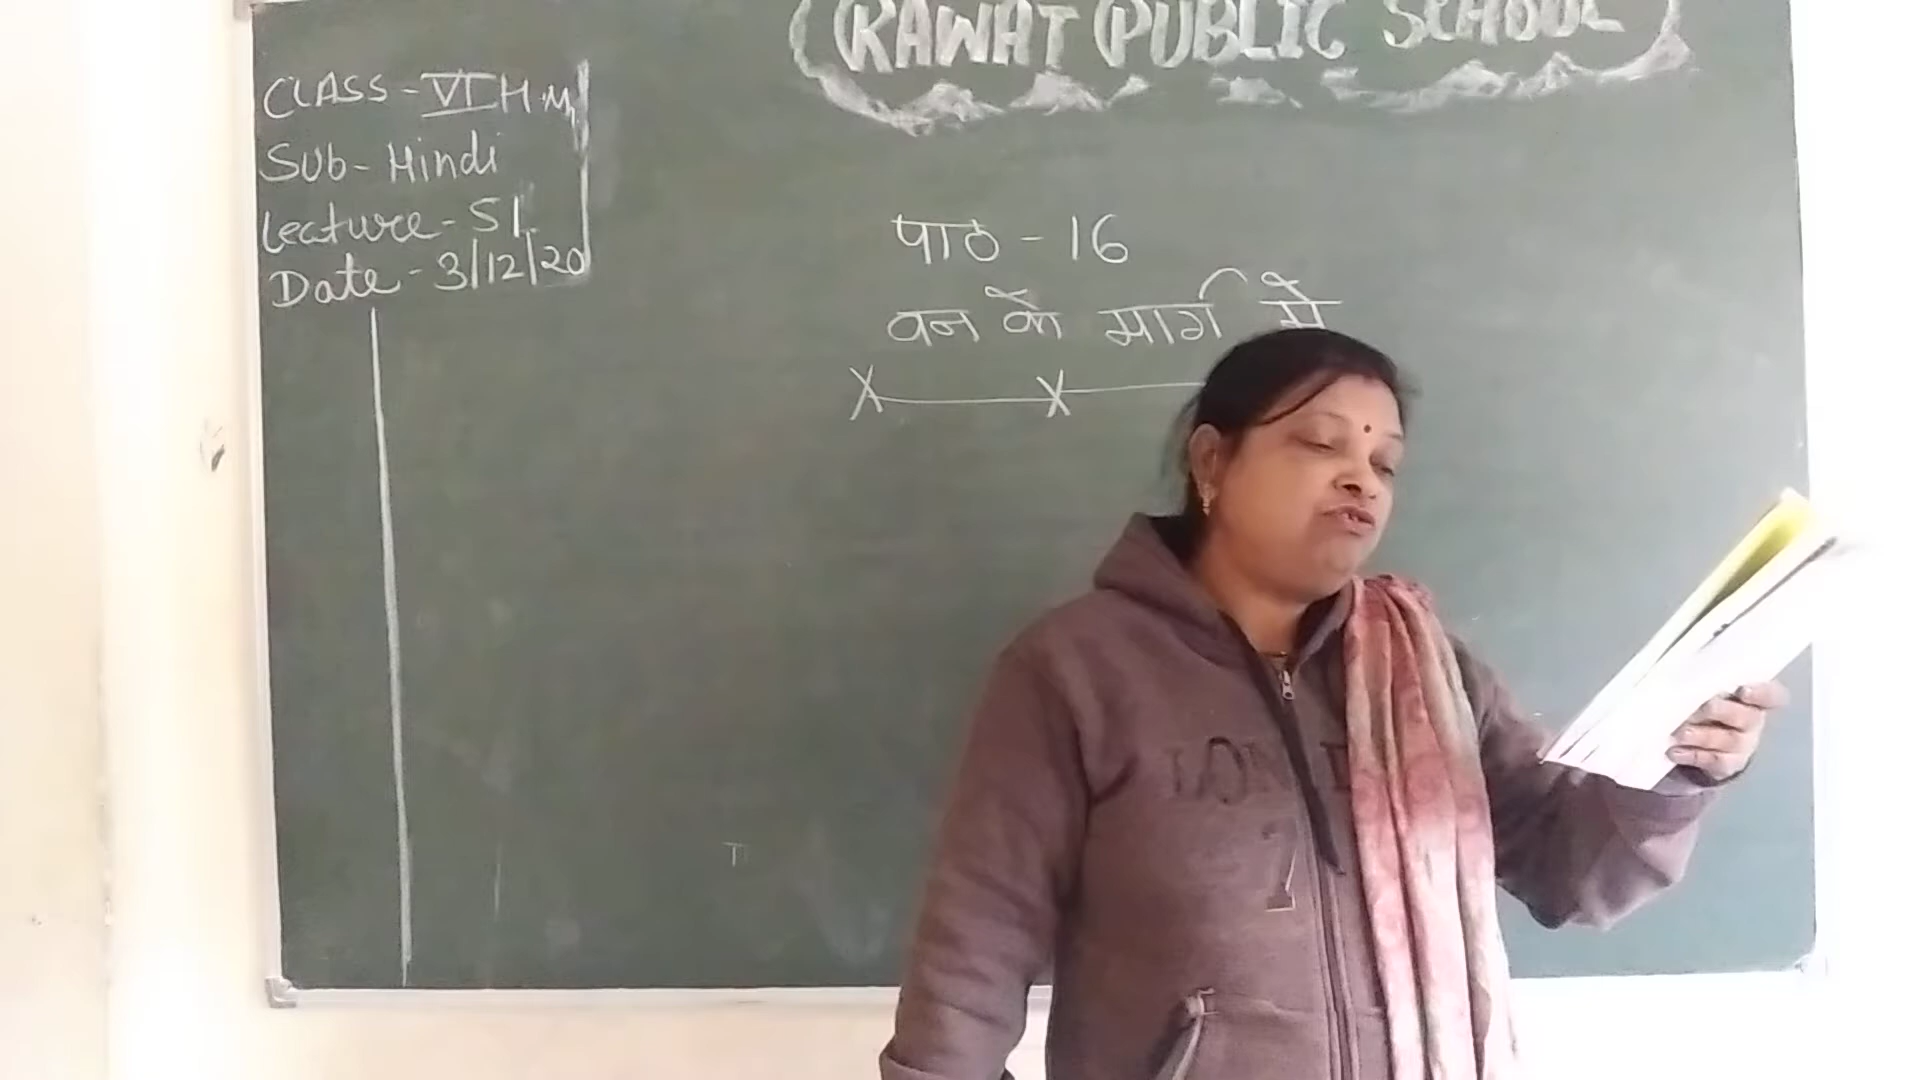 RAWAT PUBLIC SCHOOL
CLASS - VI H.M
Sub - Hindi
Lecture - 51
Date - 3/12/20
पाठ - 16
वन के मार्ग में